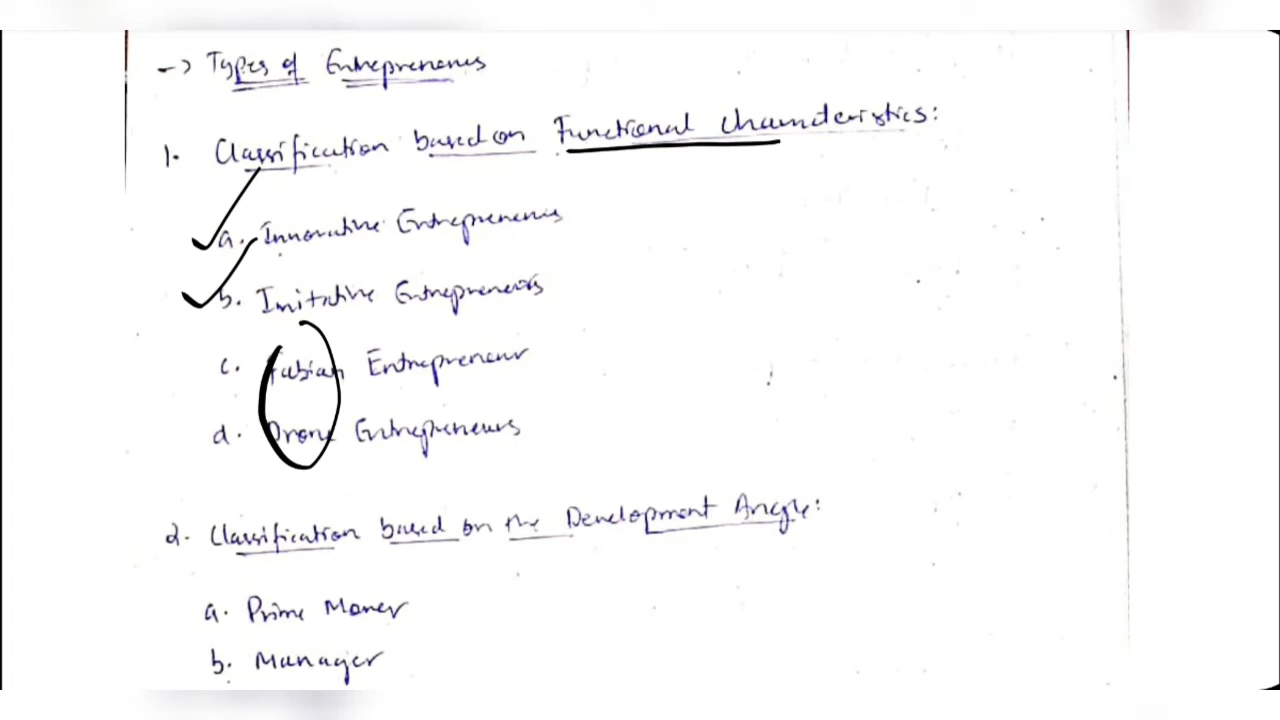 -> Types of Entrepreneurs
1. Classification based on Functional characteristics:
a. Innovative Entrepreneurs
b. Imitative Entrepreneurs
c. Fabian Entrepreneur
d. Drone Entrepreneurs
2. Classification based on the Development Angle:
a. Prime Mover
b. Manager